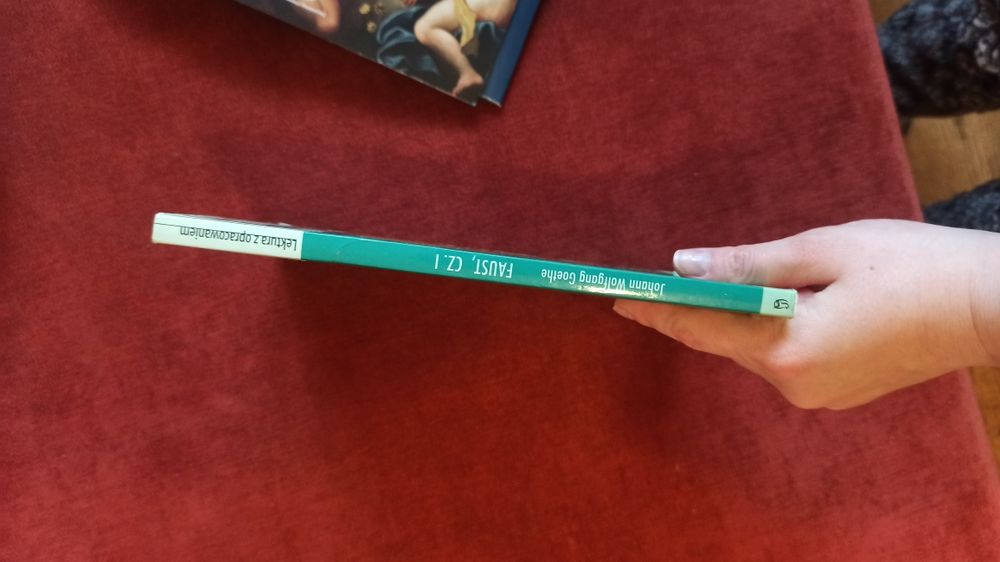 Johann Wolfgang Goethe FAUST, CZ. I Lektura z opracowaniem